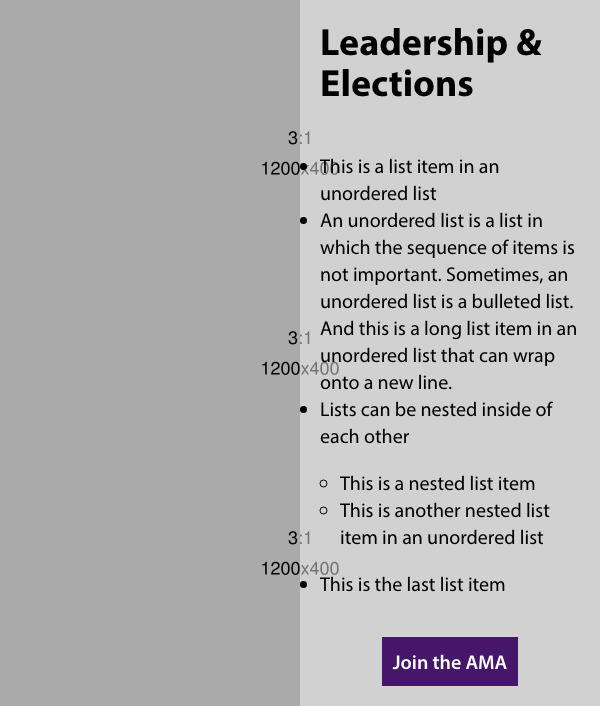 Leadership &
Elections
3:1
1200x400
• This is a list item in an
unordered list
• An unordered list is a list in
which the sequence of items is
not important. Sometimes, an
unordered list is a bulleted list.
And this is a long list item in an
3:1
unordered list that can wrap
1200x400
onto a new line.
• Lists can be nested inside of
each other
◦ This is a nested list item
◦ This is another nested list
item in an unordered list
3:1
1200x400
• This is the last list item
Join the AMA